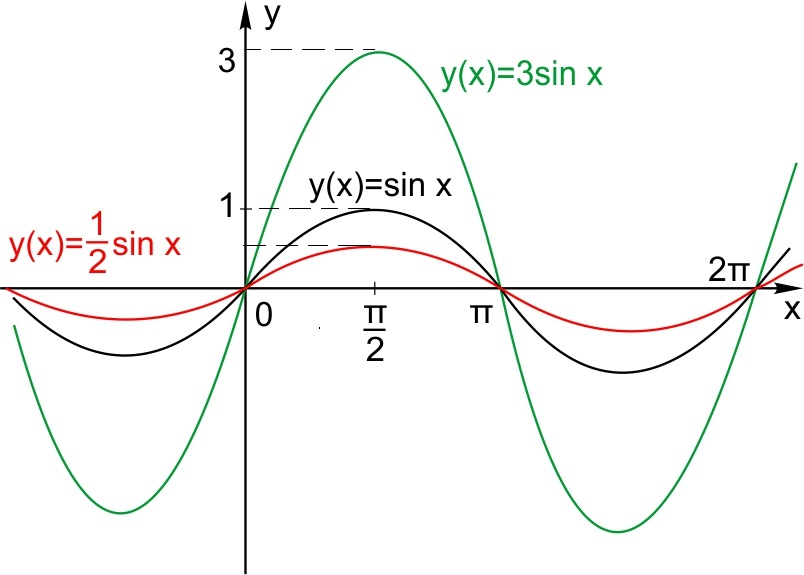 y
3
y(x)=3sin x
y(x)=sin x
1
y(x)=1/2 sin x
2π
0
π/2
π
x